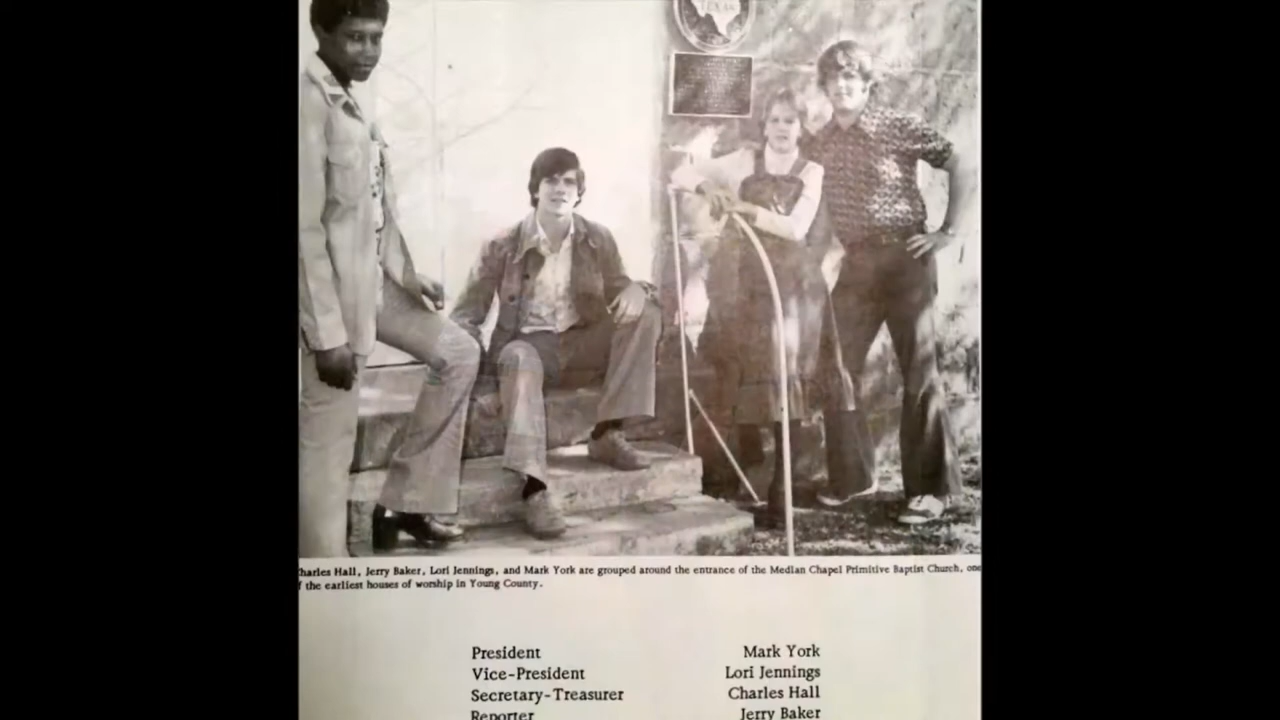 TEXAS
harles Hall, Jerry Baker, Lori Jennings, and Mark York are grouped around the entrance of the Medlan Chapel Primitive Baptist Church, one
f the earliest houses of worship in Young County.
President Mark York
Vice-President Lori Jennings
Secretary-Treasurer Charles Hall
Reporter Jerry Baker